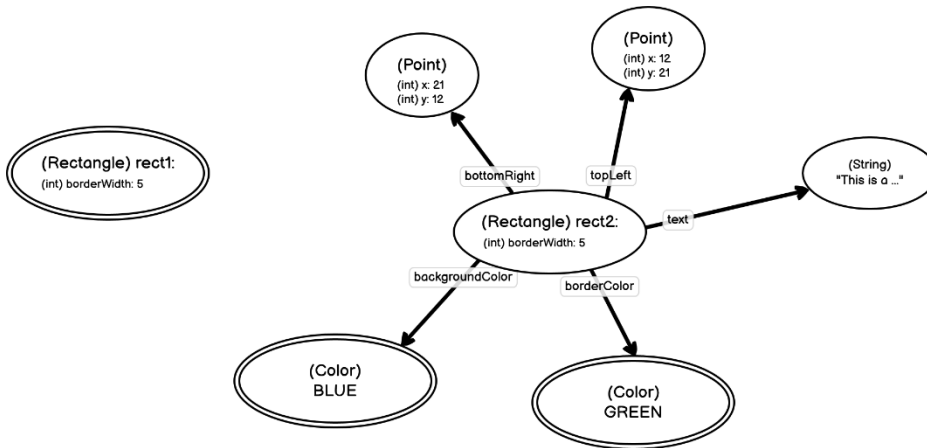 (Point)
(int) x: 21
(int) y: 12
(Point)
(int) x: 12
(int) y: 21
(Rectangle) rect1:
(int) borderWidth: 5
bottomRight
topLeft
(String)
"This is a ..."
(Rectangle) rect2:
(int) borderWidth: 5
text
backgroundColor
borderColor
(Color)
BLUE
(Color)
GREEN